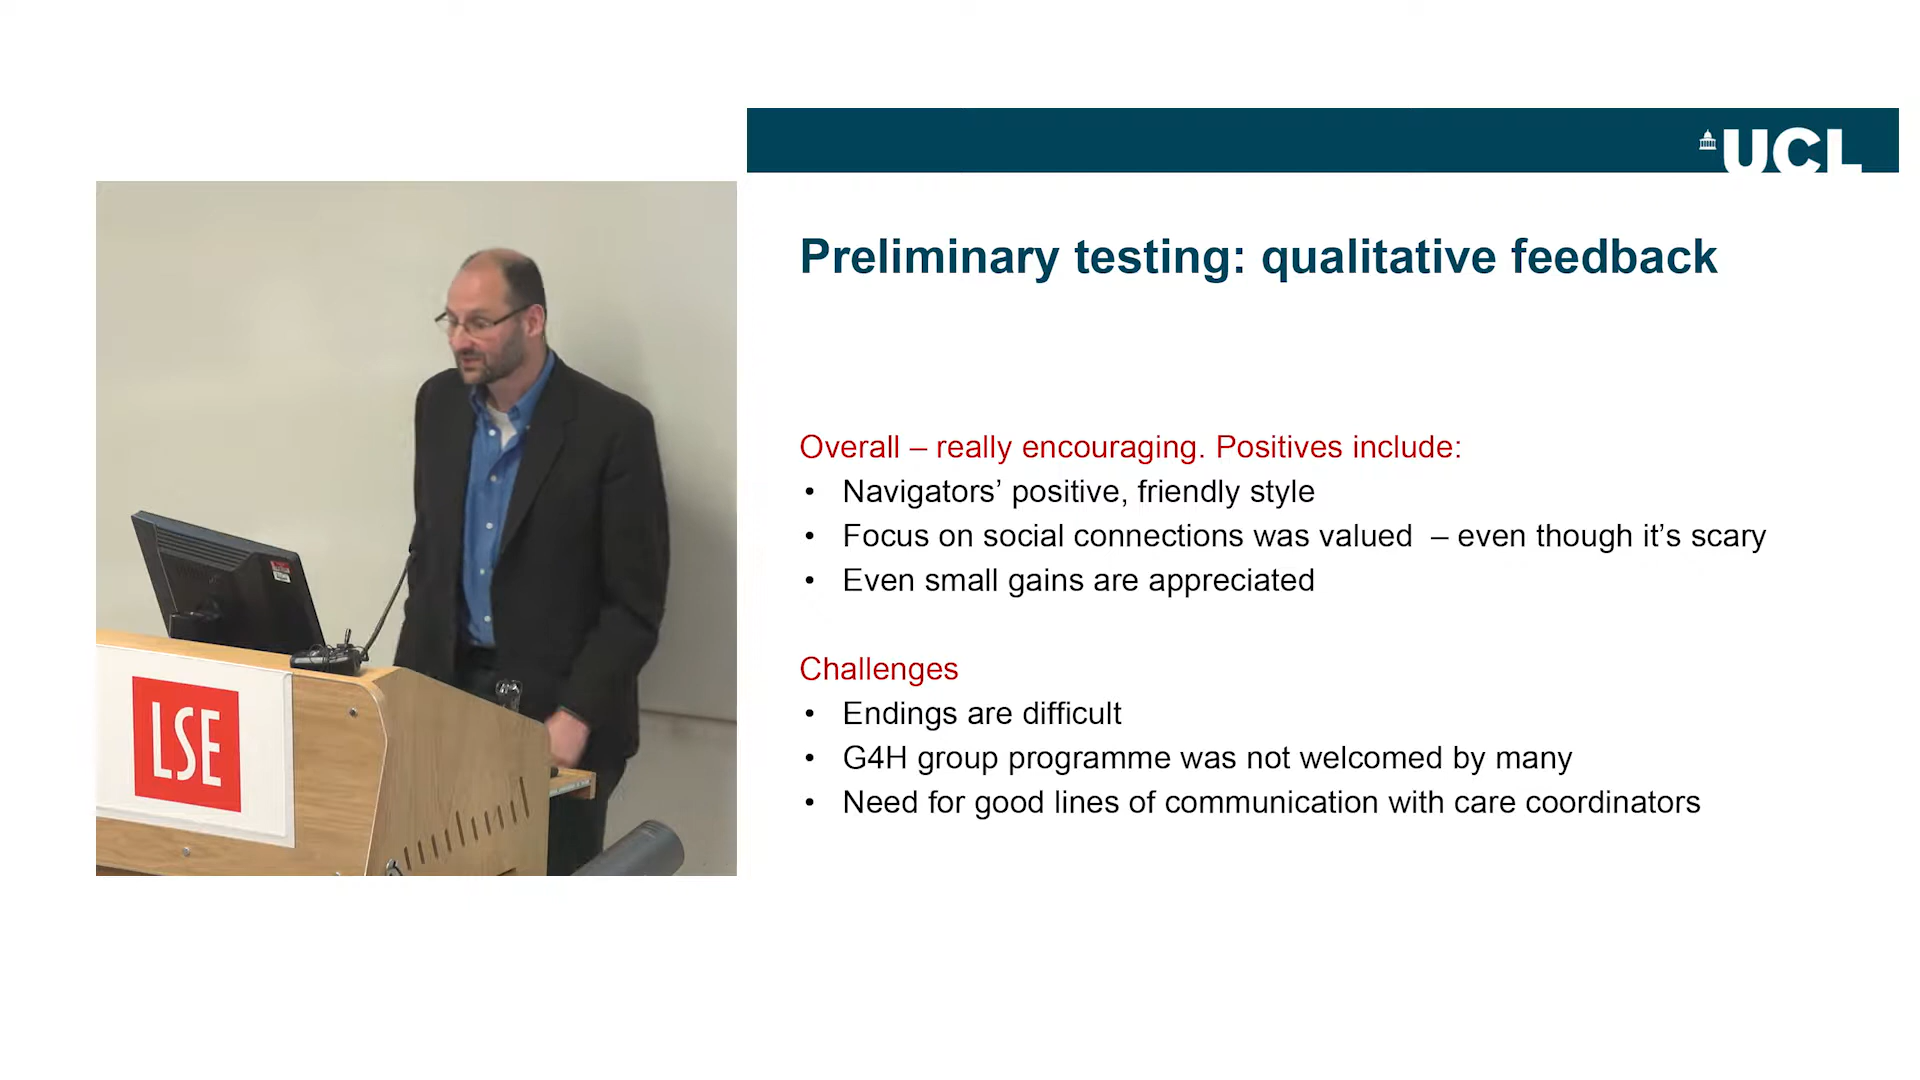 UCL
Preliminary testing: qualitative feedback
Overall – really encouraging. Positives include:
• Navigators’ positive, friendly style
• Focus on social connections was valued – even though it’s scary
• Even small gains are appreciated
Challenges
• Endings are difficult
• G4H group programme was not welcomed by many
• Need for good lines of communication with care coordinators
LSE